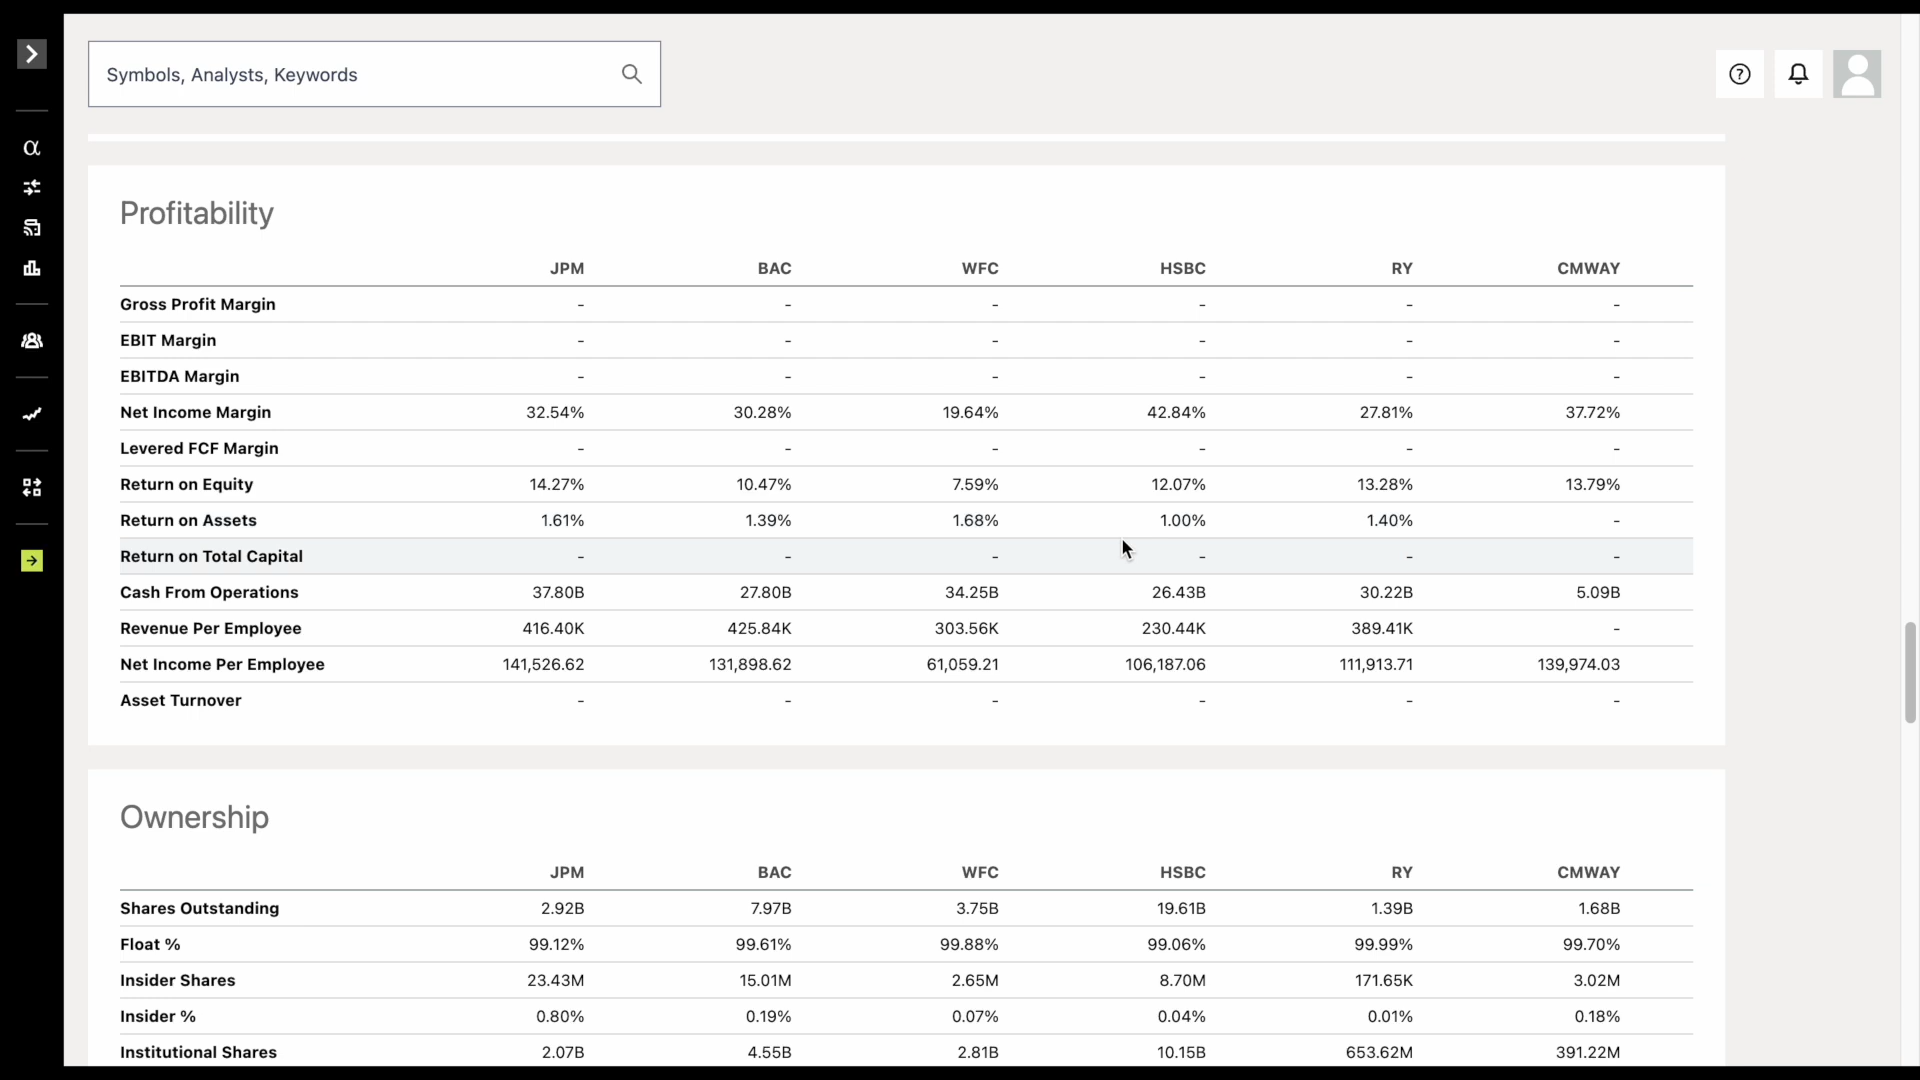 Symbols, Analysts, Keywords
Profitability
JPM BAC WFC HSBC RY CMWAY
Gross Profit Margin - - - - - -
EBIT Margin - - - - - -
EBITDA Margin - - - - - -
Net Income Margin 32.54% 30.28% 19.64% 42.84% 27.81% 37.72%
Levered FCF Margin - - - - - -
Return on Equity 14.27% 10.47% 7.59% 12.07% 13.28% 13.79%
Return on Assets 1.61% 1.39% 1.68% 1.00% 1.40% -
Return on Total Capital - - - - - -
Cash From Operations 37.80B 27.80B 34.25B 26.43B 30.22B 5.09B
Revenue Per Employee 416.40K 425.84K 303.56K 230.44K 389.41K -
Net Income Per Employee 141,526.62 131,898.62 61,059.21 106,187.06 111,913.71 139,974.03
Asset Turnover - - - - - -
Ownership
JPM BAC WFC HSBC RY CMWAY
Shares Outstanding 2.92B 7.97B 3.75B 19.61B 1.39B 1.68B
Float % 99.12% 99.61% 99.88% 99.06% 99.99% 99.70%
Insider Shares 23.43M 15.01M 2.65M 8.70M 171.65K 3.02M
Insider % 0.80% 0.19% 0.07% 0.04% 0.01% 0.18%
Institutional Shares 2.07B 4.55B 2.81B 10.15B 653.62M 391.22M